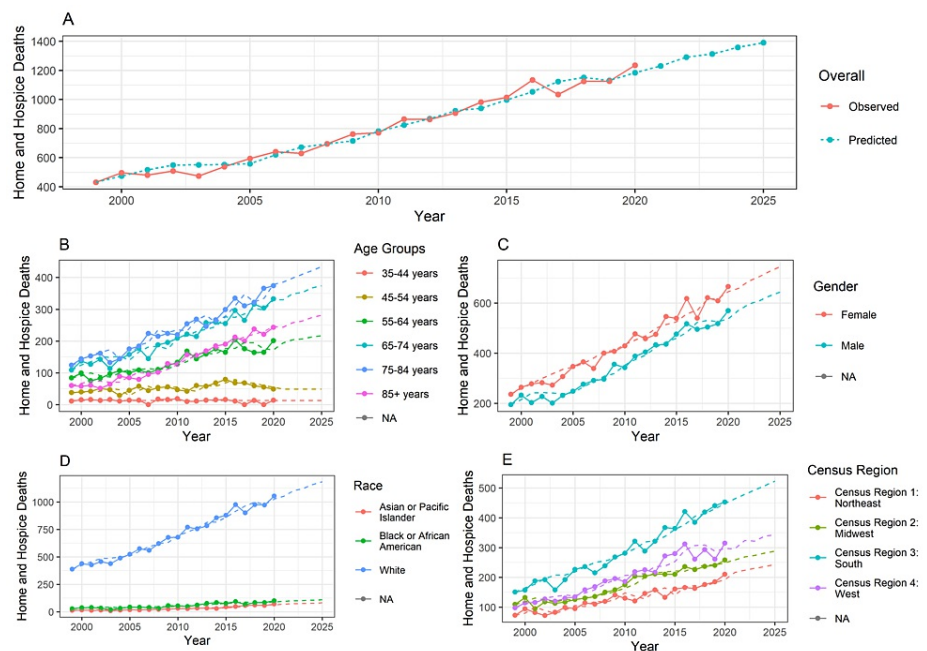 A
Home and Hospice Deaths
1400
1200
1000
800
600
400
2000
2005
2010
2015
2020
2025
Year
Overall
Observed
Predicted
B
Home and Hospice Deaths
400
300
200
100
0
2000
2005
2010
2015
2020
2025
Year
Age Groups
35-44 years
45-54 years
55-64 years
65-74 years
75-84 years
85+ years
NA
C
Home and Hospice Deaths
600
400
200
2000
2005
2010
2015
2020
2025
Year
Gender
Female
Male
NA
D
Home and Hospice Deaths
1000
750
500
250
0
2000
2005
2010
2015
2020
2025
Year
Race
Asian or Pacific
Islander
Black or African
American
White
NA
E
Home and Hospice Deaths
500
400
300
200
100
2000
2005
2010
2015
2020
2025
Year
Census Region
Census Region 1:
Northeast
Census Region 2:
Midwest
Census Region 3:
South
Census Region 4:
West
NA